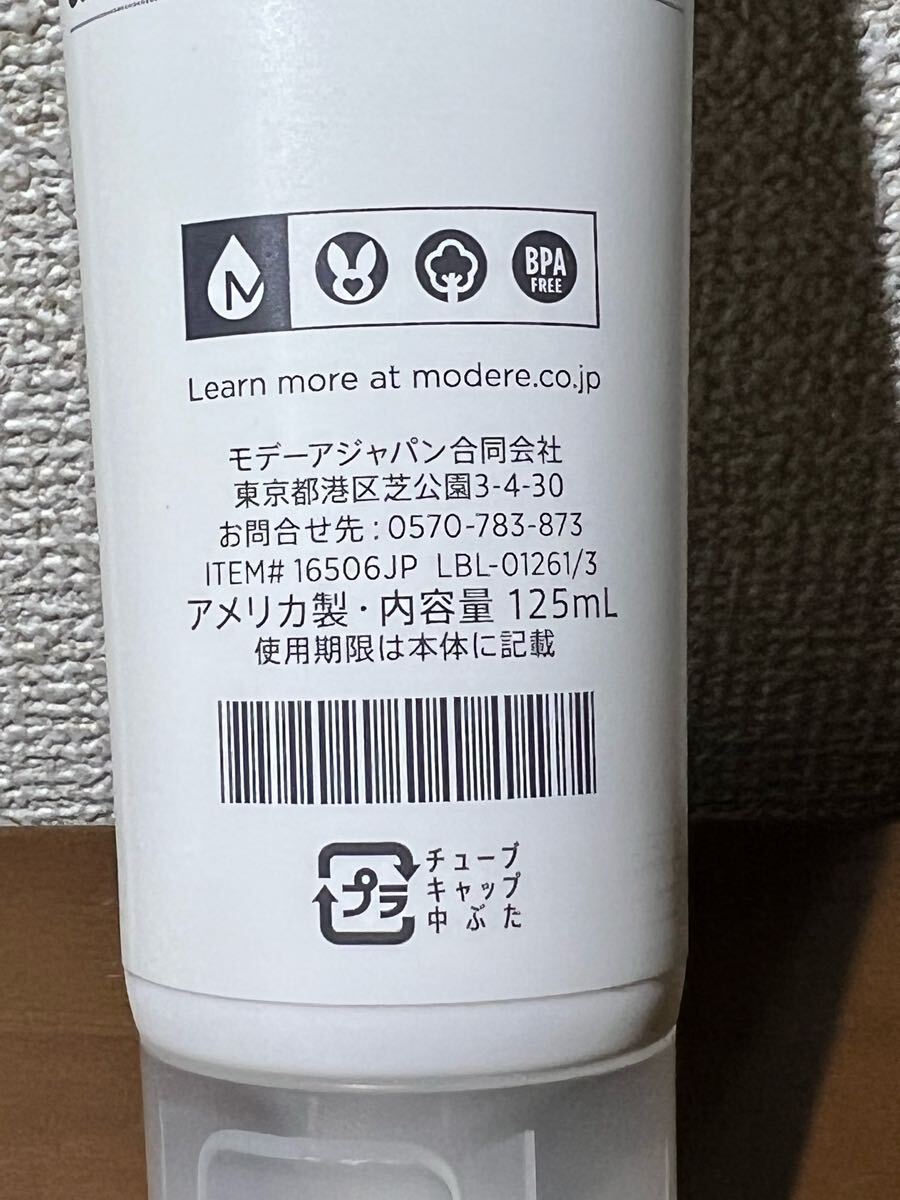 BPA
FREE
Learn more at modere.co.jp
モデーアジャパン合同会社
東京都港区芝公園3-4-30
お問合せ先:0570-783-873
ITEM# 16506JP LBL-01261/3
アメリカ製・内容量 125mL
使用期限は本体に記載
プラ
チューブ
キャップ
中ぶた